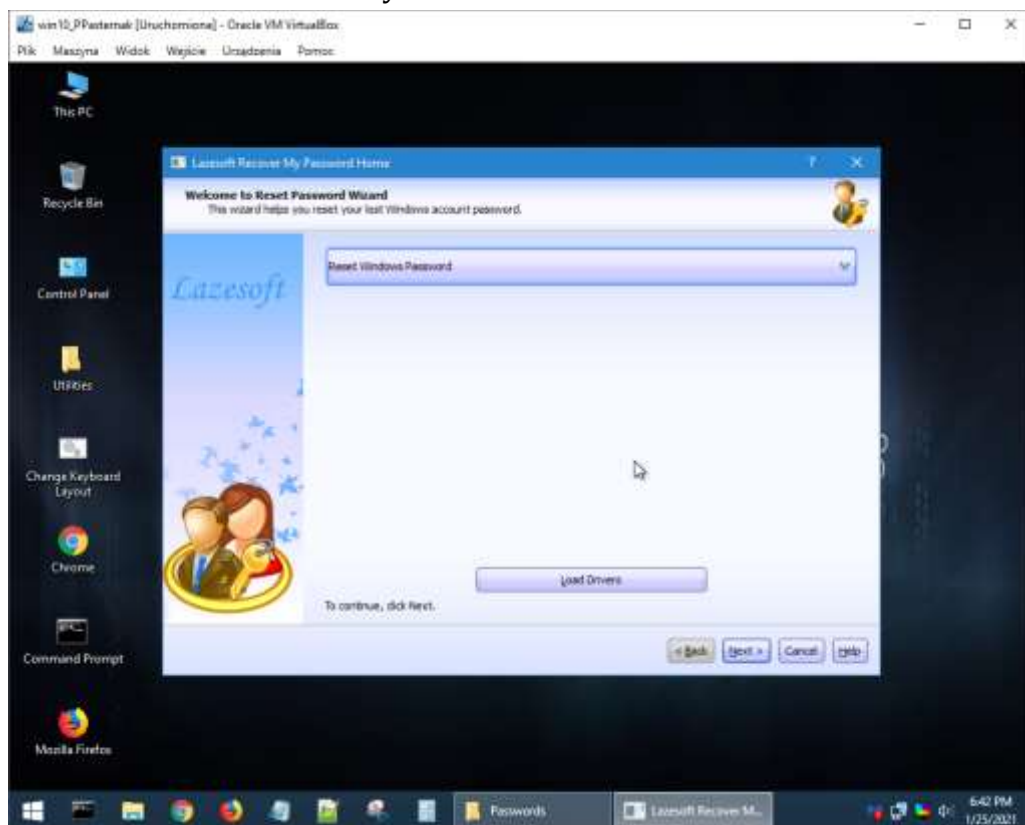 win10_PPasternak [Uruchomiona] - Oracle VM VirtualBox
Plik Maszyna Widok Wejście Urządzenia Pomoc
This PC
Recycle Bin
Control Panel
Utilities
Change Keyboard
Layout
Chrome
Command Prompt
Mozilla Firefox
Lazesoft Recover My Password Home
Welcome to Reset Password Wizard
This wizard helps you reset your lost Windows account password.
Lazesoft
Reset Windows Password
Load Drivers
To continue, click Next.
< Back Next > Cancel Help
Passwords
Lazesoft Recover M...
6:42 PM
1/25/2021